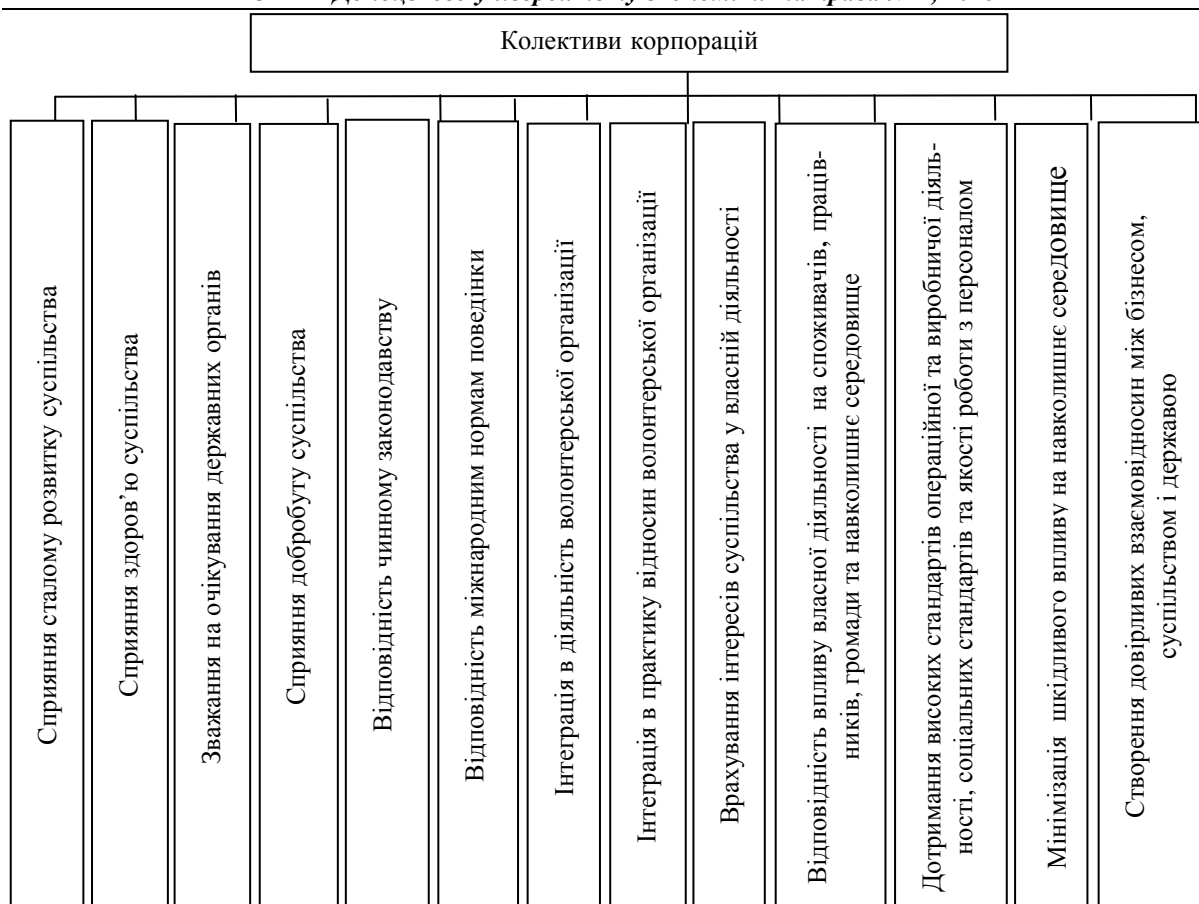 Колективи корпорацій
Сприяння сталому розвитку суспільства
Сприяння здоров’ю суспільства
Зважання на очікування державних органів
Сприяння добробуту суспільства
Відповідність чинному законодавству
Відповідність міжнародним нормам поведінки
Інтеграція в діяльність волонтерської організації
Інтеграція в практику відносин волонтерської організації
Врахування інтересів суспільства у власній діяльності
Відповідність впливу власної діяльності на споживачів, праців-
ників, громади та навколишнє середовище
Дотримання високих стандартів операційної та виробничої діяль-
ності, соціальних стандартів та якості роботи з персоналом
Мінімізація шкідливого впливу на навколишнє середовище
Створення довірливих взаємовідносин між бізнесом,
суспільством і державою